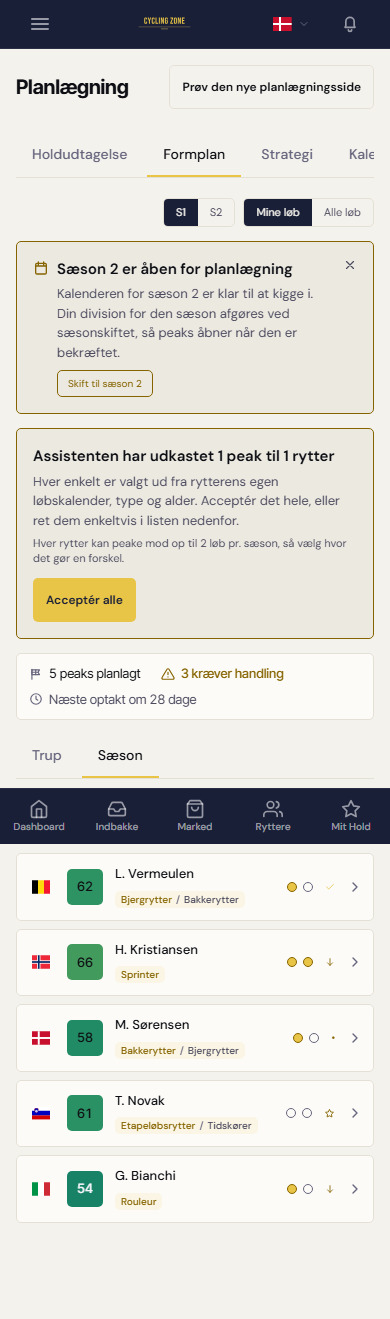 CYCLING ZONE
Planlægning
Prøv den nye planlægningsside
Holdudtagelse
Formplan
Strategi
Kale
S1
S2
Mine løb
Alle løb
Sæson 2 er åben for planlægning
Kalenderen for sæson 2 er klar til at kigge i.
Din division for den sæson afgøres ved
sæsonskiftet, så peaks åbner når den er
bekræftet.
Skift til sæson 2
Assistenten har udkastet 1 peak til 1 rytter
Hver enkelt er valgt ud fra rytterens egen
løbskalender, type og alder. Acceptér det hele, eller
ret dem enkeltvis i listen nedenfor.
Hver rytter kan peake mod op til 2 løb pr. sæson, så vælg hvor
det gør en forskel.
Acceptér alle
5 peaks planlagt
3 kræver handling
Næste optakt om 28 dage
Trup
Sæson
Dashboard
Indbakke
Marked
Ryttere
Mit Hold
62
L. Vermeulen
Bjergrytter / Bakkerytter
66
H. Kristiansen
Sprinter
58
M. Sørensen
Bakkerytter / Bjergrytter
61
T. Novak
Etapeløbsrytter / Tidskører
54
G. Bianchi
Rouleur